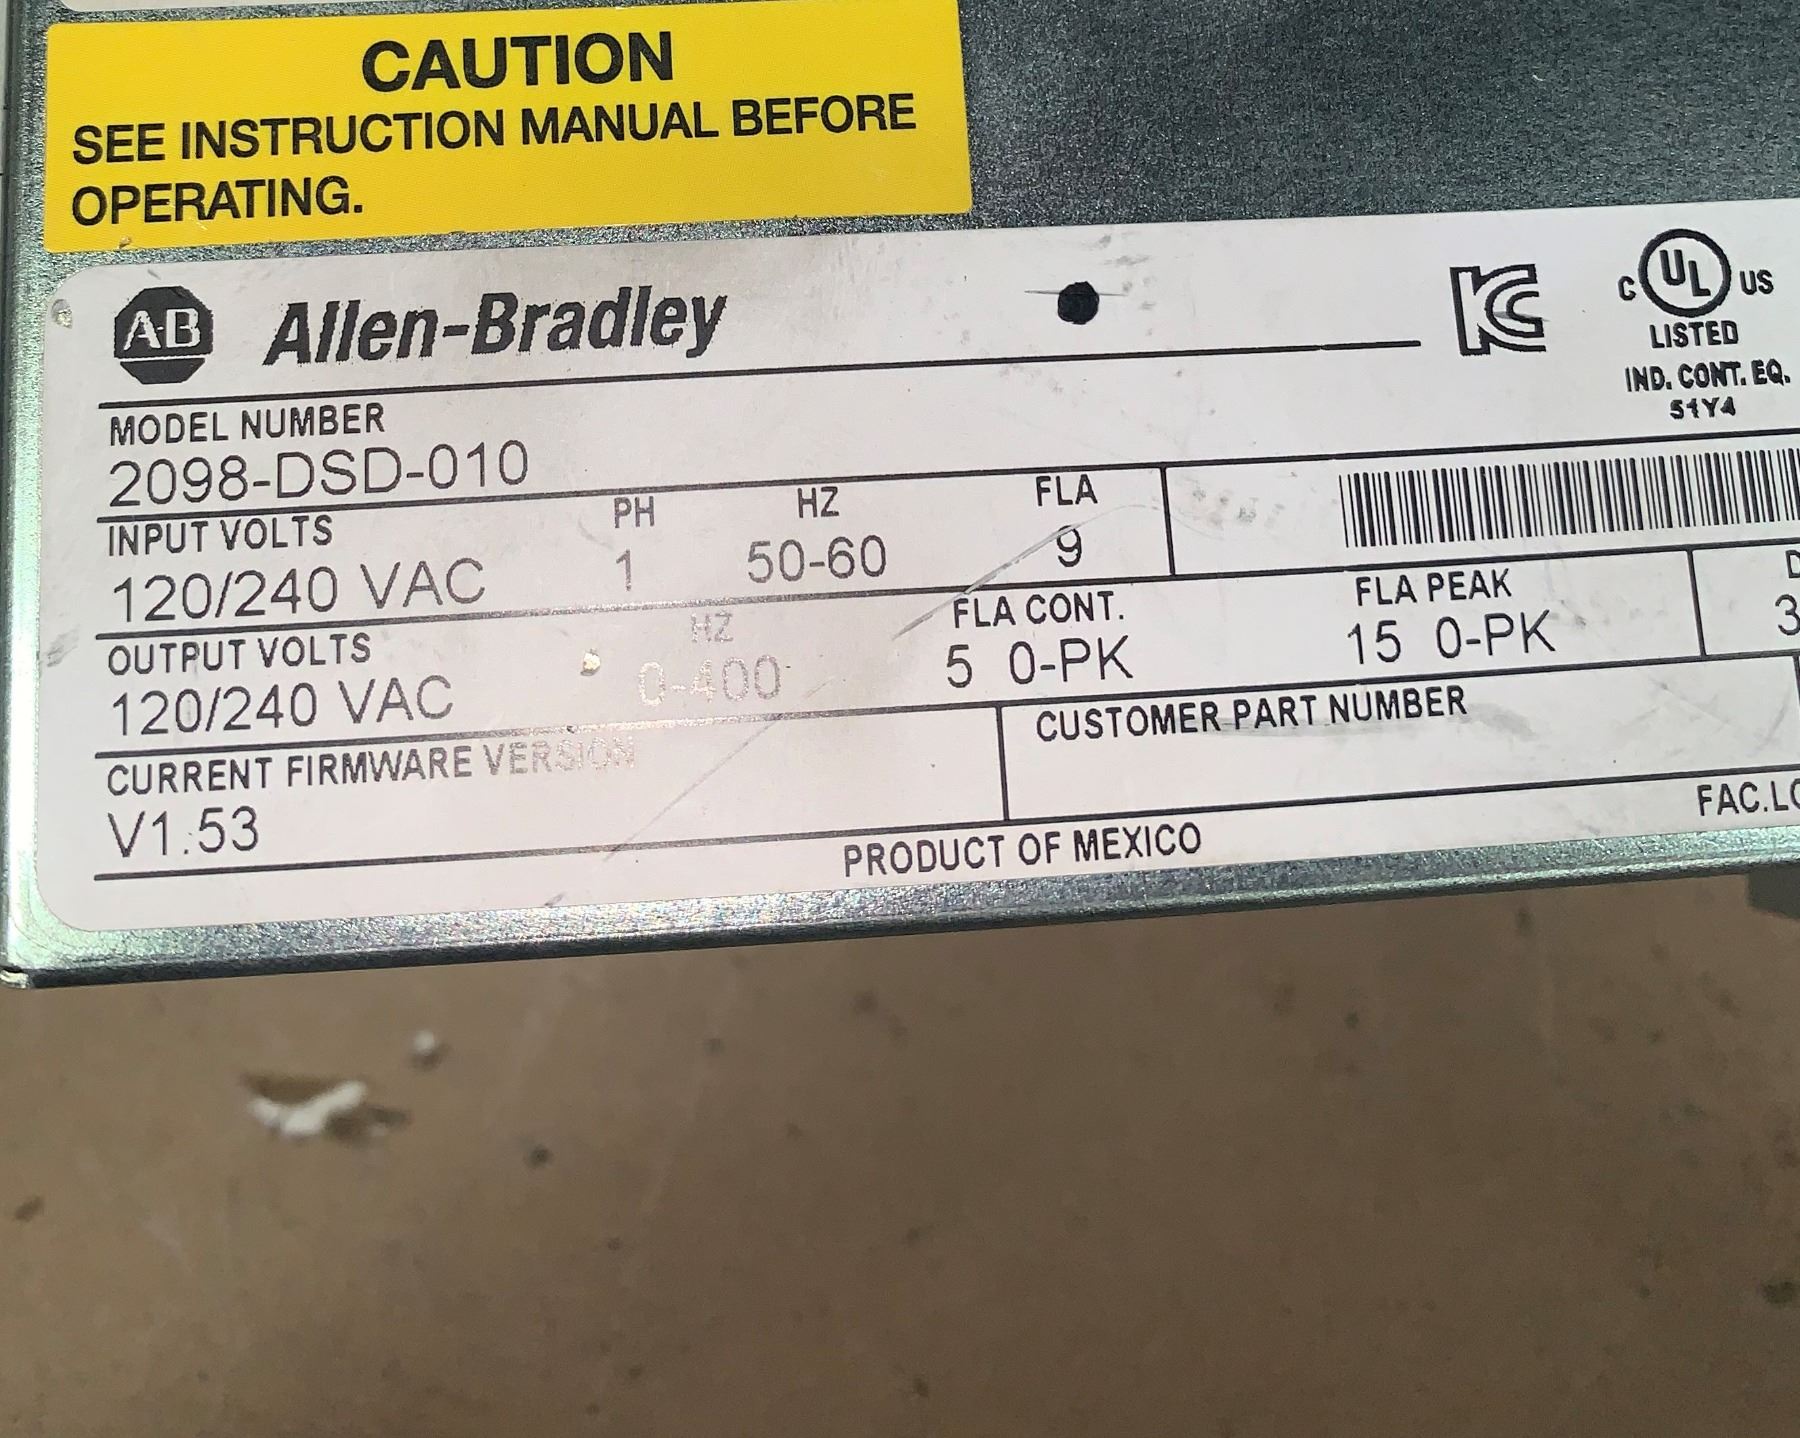 CAUTION
SEE INSTRUCTION MANUAL BEFORE
OPERATING.
A-B Allen-Bradley
C UL US
LISTED
IND. CONT. EQ.
51Y4
MODEL NUMBER
2098-DSD-010
INPUT VOLTS PH HZ FLA
120/240 VAC 1 50-60 9
OUTPUT VOLTS HZ FLA CONT. FLA PEAK
120/240 VAC 0-400 5 0-PK 15 0-PK 3
CURRENT FIRMWARE VERSION CUSTOMER PART NUMBER
V1.53
PRODUCT OF MEXICO FAC.LO